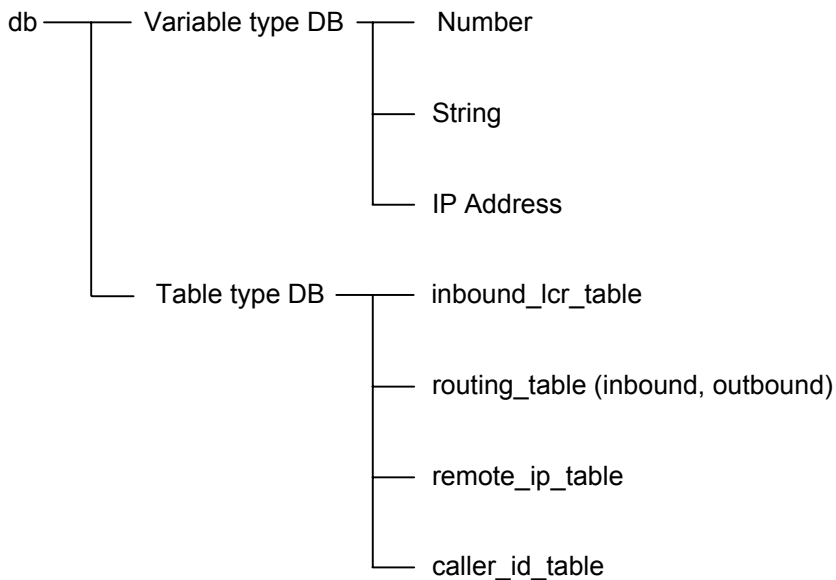 db
Variable type DB
Number
String
IP Address
Table type DB
inbound_lcr_table
routing_table (inbound, outbound)
remote_ip_table
caller_id_table